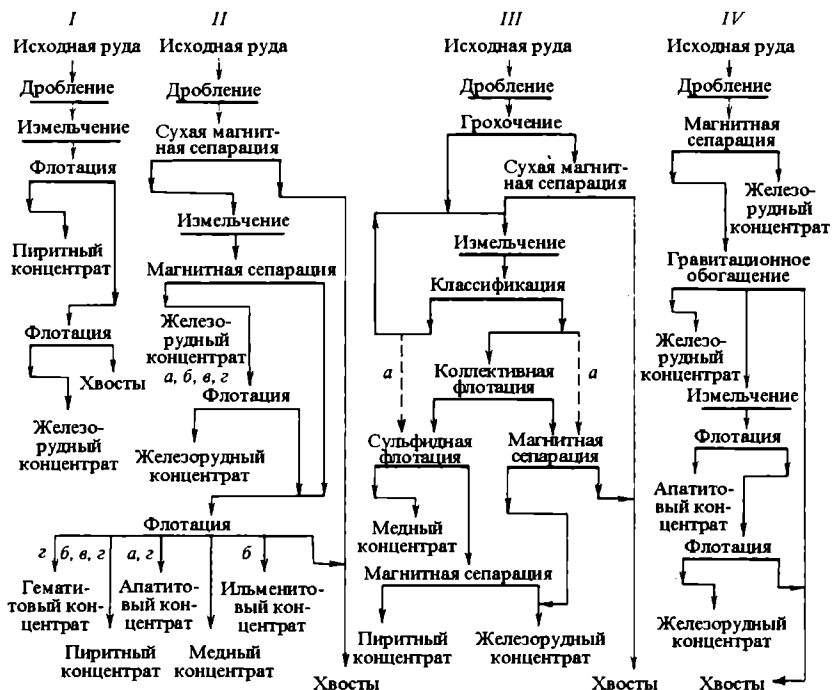 I
Исходная руда
Дробление
Измельчение
Флотация
Пиритный
концентрат
Флотация
Хвосты
Железо-
рудный
концентрат
II
Исходная руда
Дробление
Сухая магнит-
ная сепарация
Измельчение
Магнитная сепарация
Железо-
рудный
концентрат
а, б, в, г
Флотация
Железорудный концентрат
Флотация
г
б, в, г
а, г
б
Гемати-
товый кон-
центрат
Апатито-
вый кон-
центрат
Ильменито-
вый кон-
центрат
Пиритный
концентрат
Медный
концентрат
Хвосты
III
Исходная руда
Дробление
Грохочение
Сухая магнит-
ная сепарация
Измельчение
Классификация
а
Коллективная
флотация
а
Сульфидная
флотация
Магнитная
сепарация
Медный
концентрат
Магнитная сепарация
Пиритный
концентрат
Железорудный
концентрат
Хвосты
IV
Исходная руда
Дробление
Магнитная
сепарация
Железо-
рудный
концентрат
Гравитационное
обогащение
Железо-
рудный
концентрат
Измельчение
Флотация
Апатито-
вый кон-
центрат
Флотация
Железорудный
концентрат
Хвосты